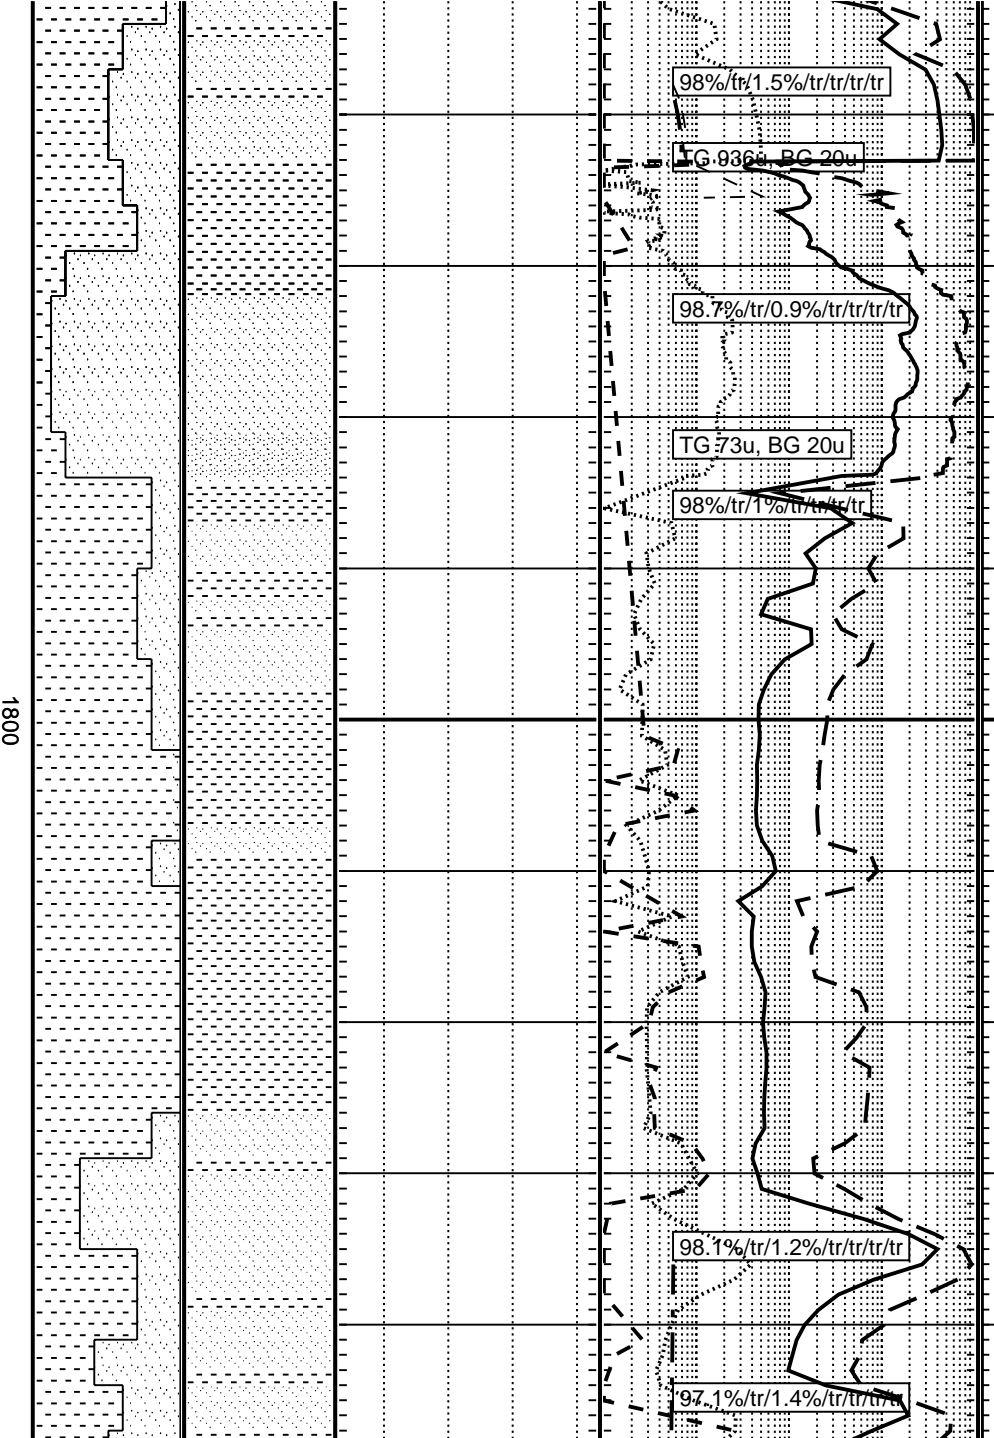 98%/tr/1.5%/tr/tr/tr/tr
TG 936u, BG 20u
98.7%/tr/0.9%/tr/tr/tr/tr
TG 73u, BG 20u
98%/tr/1%/tr/tr/tr/tr
1800
98.1%/tr/1.2%/tr/tr/tr/tr
97.1%/tr/1.4%/tr/tr/tr/tr